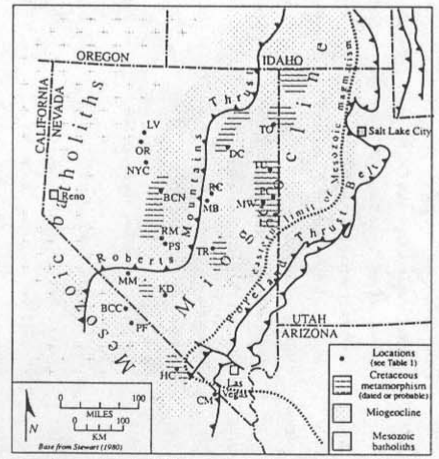 OREGON
IDAHO
CALIFORNIA
NEVADA
Mesozoic batholiths
Roberts Mountains Thrust
Miogeocline
eastern limit of Mesozoic magmatism
Foreland Thrust Belt
LV
OR
NYC
TO
DC
Salt Lake City
Reno
BCN
RC
MB
MW
RM
PS
TR
MM
KD
BCC
PF
HC
CM
Las
Vegas
UTAH
ARIZONA
Locations
(see Table 1)
Cretaceous
metamorphism
(dated or probable)
Miogeocline
Mesozoic
batholiths
N
0 100
MILES
0 100
KM
Base from Stewart (1980)